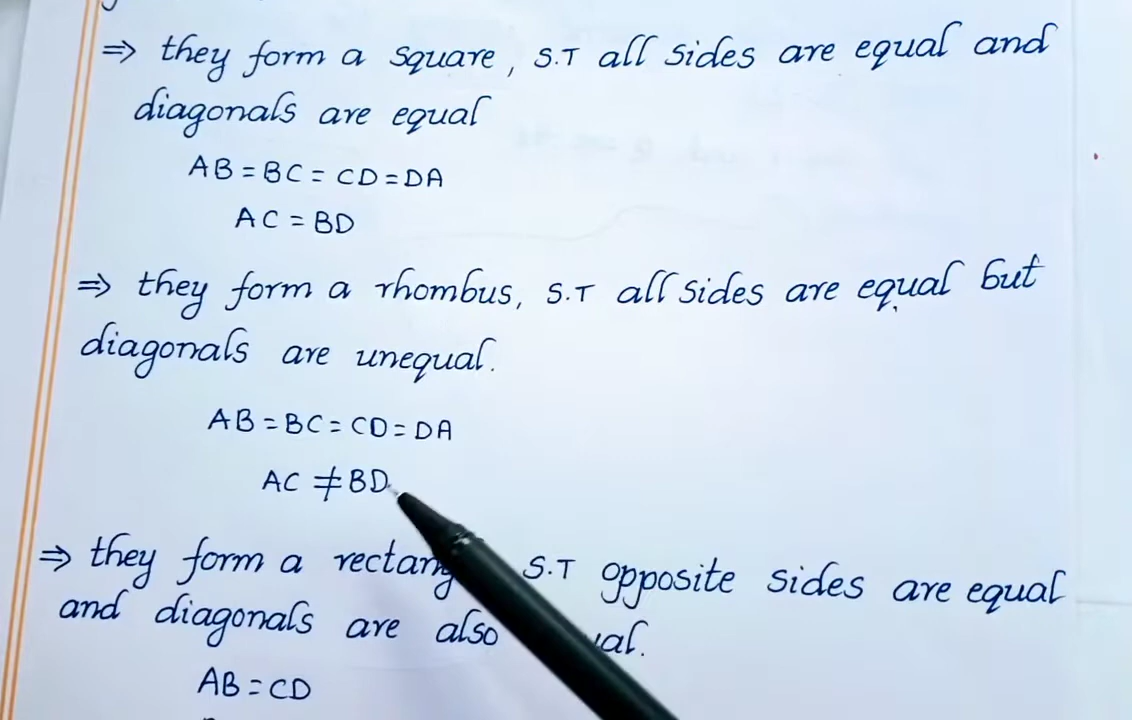 ⇒ they form a square, S.T all sides are equal and
diagonals are equal
AB = BC = CD = DA
AC = BD
⇒ they form a rhombus, S.T all sides are equal but
diagonals are unequal.
AB = BC = CD = DA
AC ≠ BD
⇒ they form a S.T opposite sides are equal
and diagonals are also
AB = CD